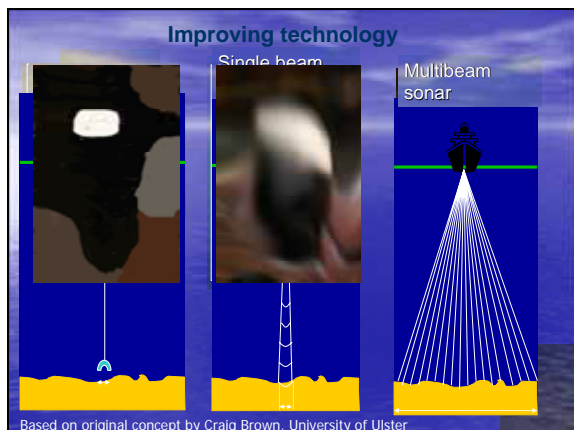 Improving technology
Single beam
Multibeam
sonar
Based on original concept by Craig Brown, University of Ulster